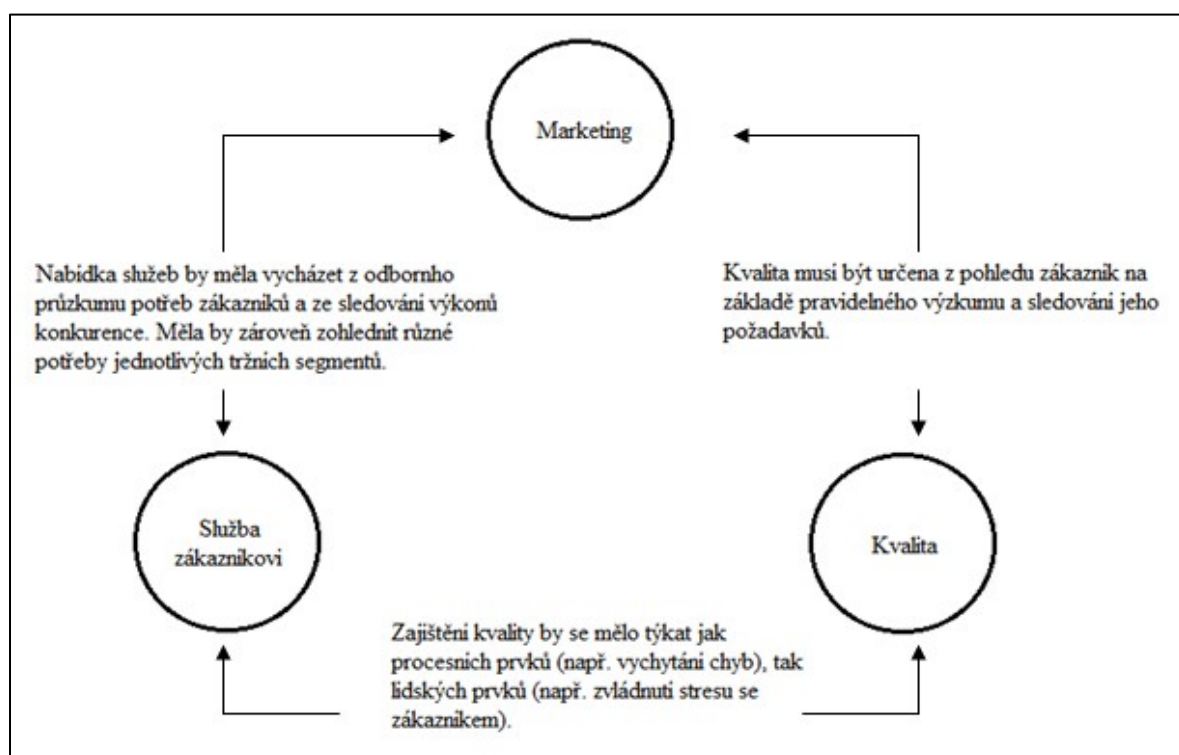 Marketing
Nabídka služeb by měla vycházet z odbornho
průzkumu potřeb zákazníků a ze sledování výkonů
konkurence. Měla by zároveň zohlednit různé
potřeby jednotlivých tržních segmentů.
Kvalita musí být určena z pohledu zákazník na
základě pravidelného výzkumu a sledování jeho
požadavků.
Služba
zákazníkovi
Kvalita
Zajištění kvality by se mělo týkat jak
procesních prvků (např. vychytání chyb), tak
lidských prvků (např. zvládnutí stresu se
zákazníkem).